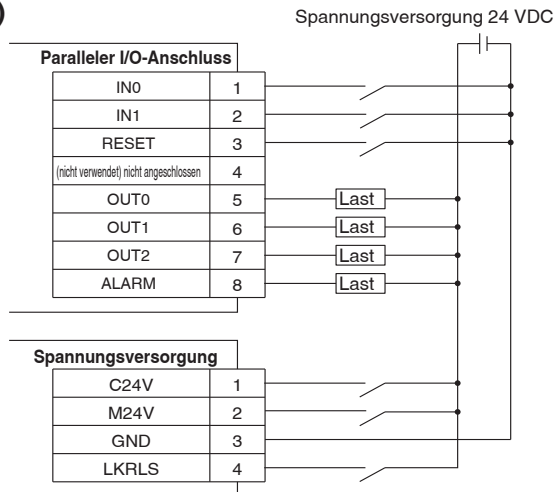 )
Spannungsversorgung 24 VDC
Paralleler I/O-Anschluss
IN0 1
IN1 2
RESET 3
(nicht verwendet) nicht angeschlossen 4
OUT0 5 Last
OUT1 6 Last
OUT2 7 Last
ALARM 8 Last
Spannungsversorgung
C24V 1
M24V 2
GND 3
LKRLS 4